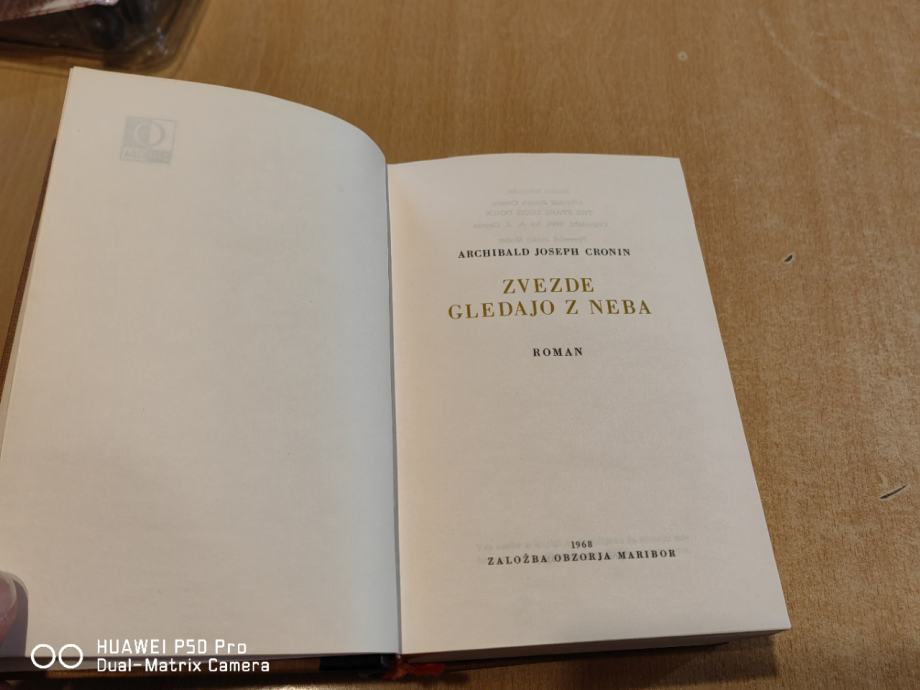 ARCHIBALD JOSEPH CRONIN
ZVEZDE
GLEDAJO Z NEBA
ROMAN
1968
ZALOŽBA OBZORJA MARIBOR
HUAWEI P50 Pro
Dual-Matrix Camera